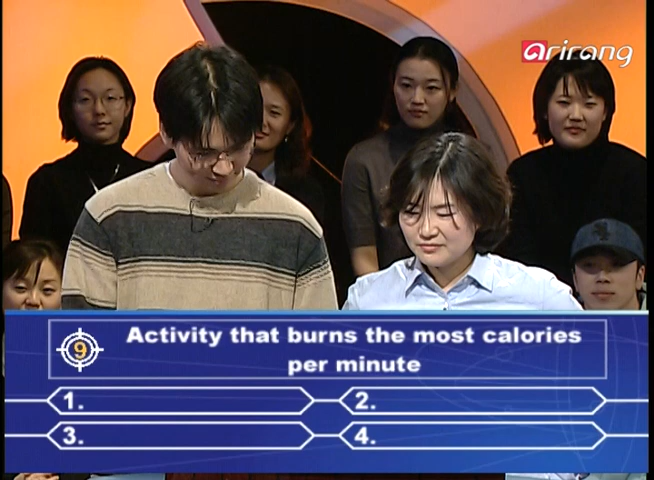 arirang
9
Activity that burns the most calories
per minute
1.
2.
3.
4.